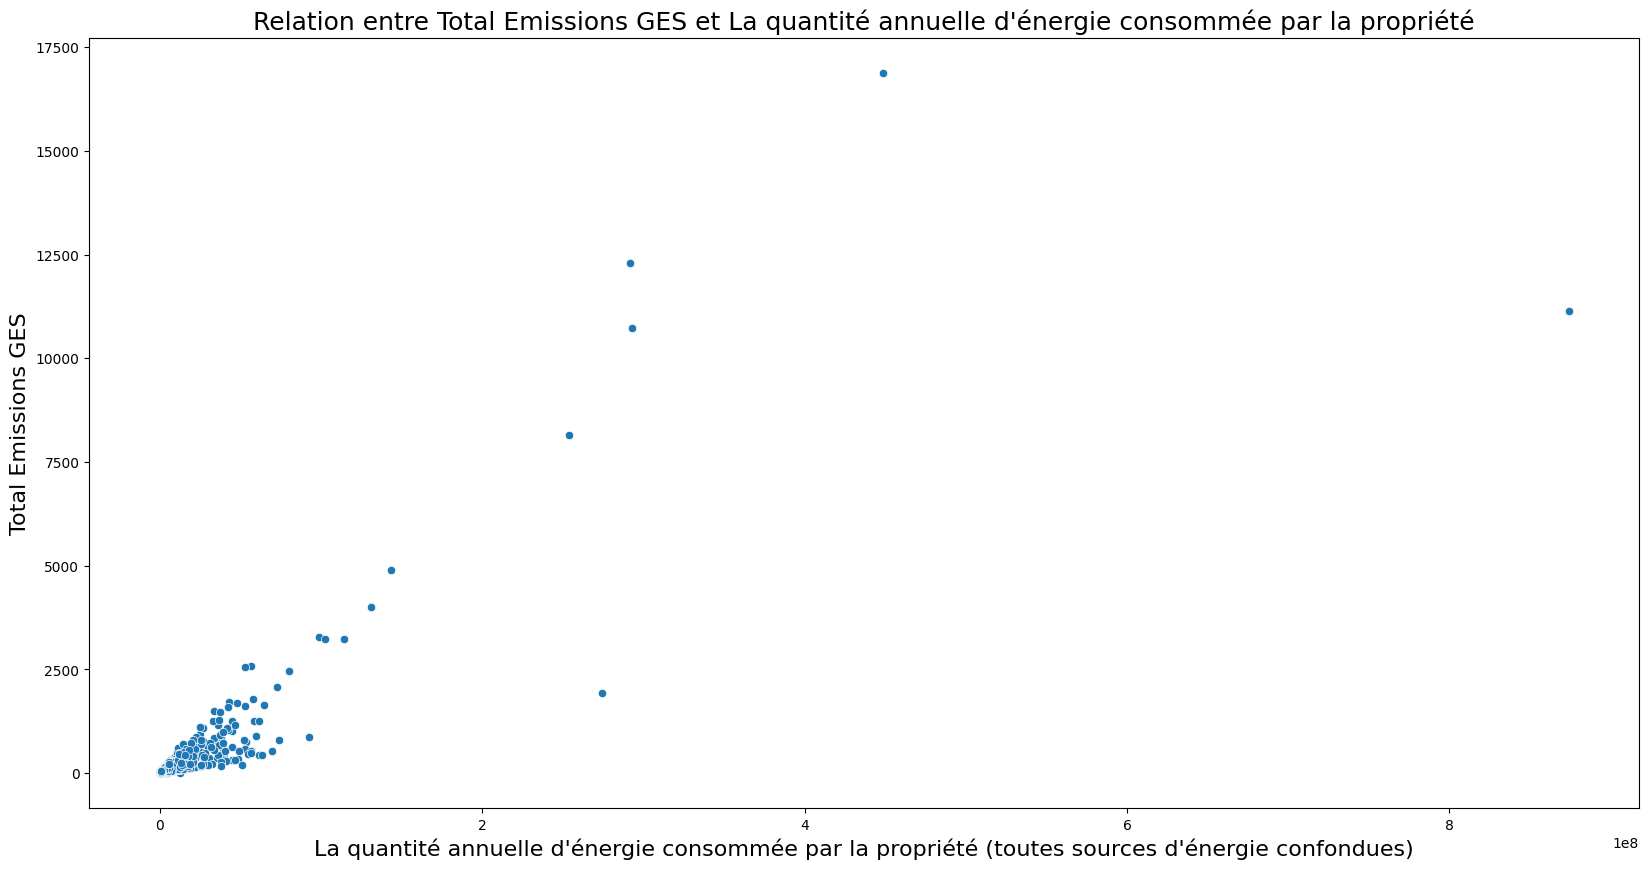 Relation entre Total Emissions GES et La quantité annuelle d'énergie consommée par la propriété
17500
15000
12500
10000
7500
5000
2500
0
Total Emissions GES
0 2 4 6 8
1e8
La quantité annuelle d'énergie consommée par la propriété (toutes sources d'énergie confondues)